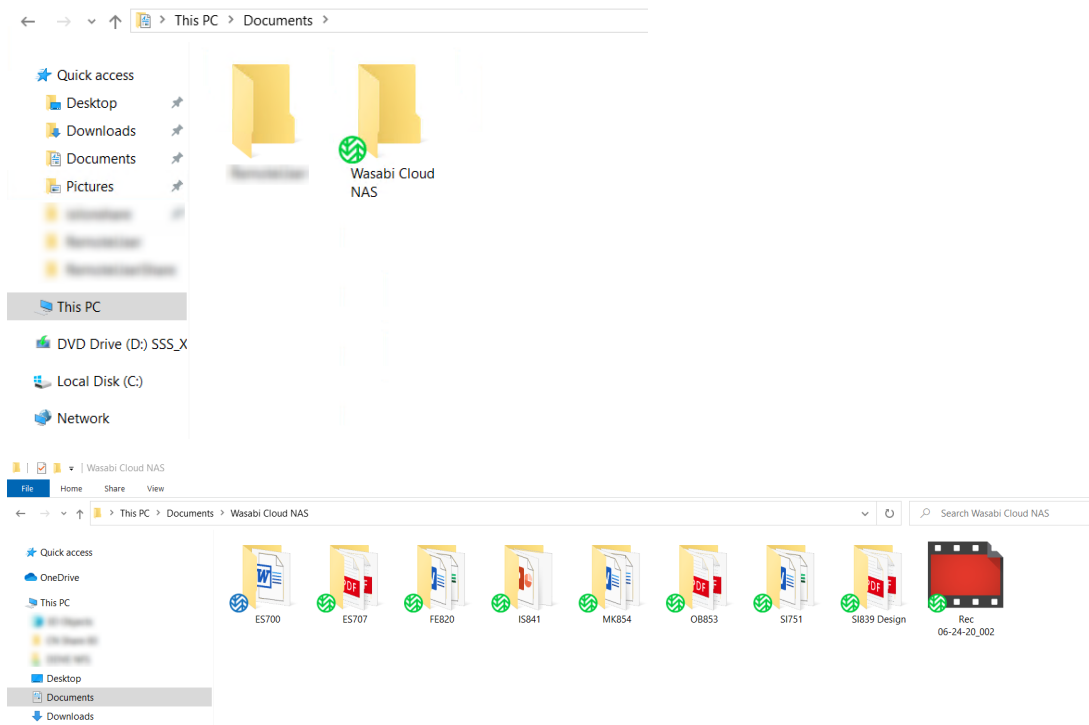 This PC > Documents >
Quick access
Desktop
Downloads
Documents
Pictures
This PC
DVD Drive (D:) SSS_X
Local Disk (C:)
Network
Wasabi Cloud
NAS
| Wasabi Cloud NAS
File Home Share View
> This PC > Documents > Wasabi Cloud NAS
Search Wasabi Cloud NAS
Quick access
OneDrive
This PC
Desktop
Documents
Downloads
ES700
ES707
FE820
IS841
MK854
OB853
SI751
SI839 Design
Rec
06-24-20_002
W
PDF
PDF
PDF